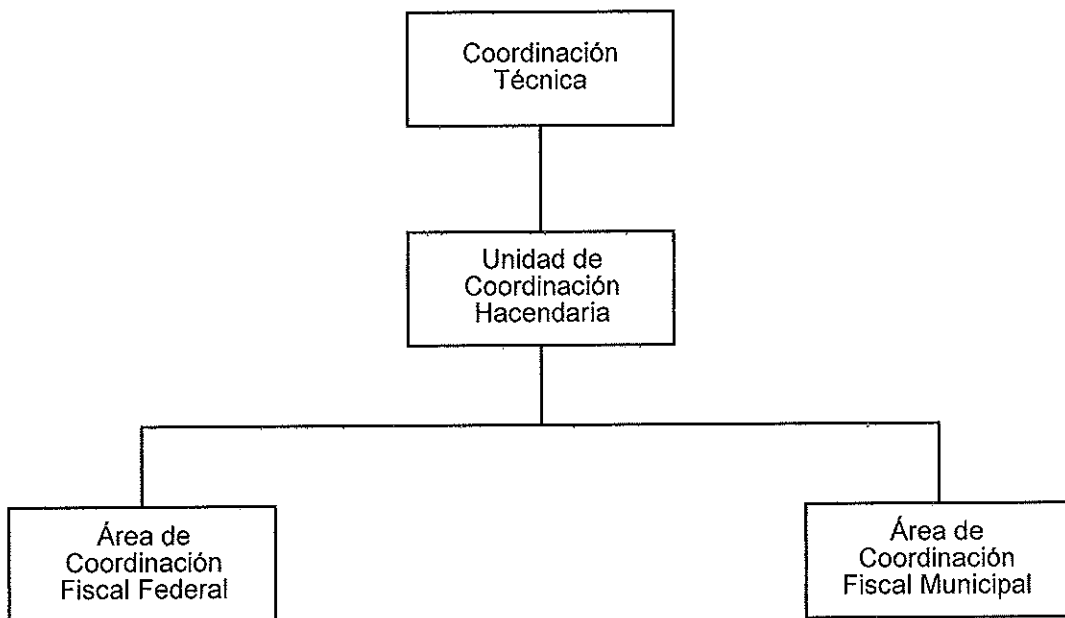 Coordinación
Técnica
Unidad de
Coordinación
Hacendaria
Área de
Coordinación
Fiscal Federal
Área de
Coordinación
Fiscal Municipal